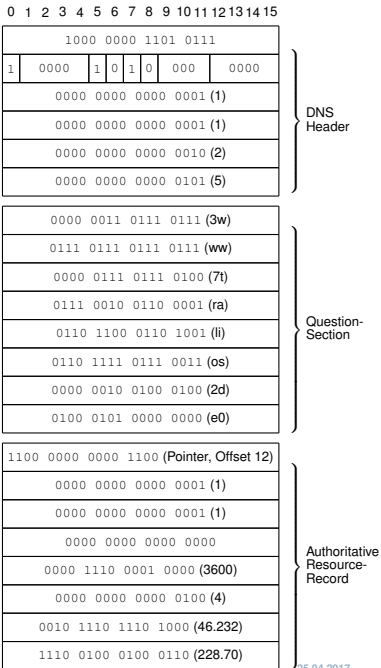 0 1 2 3 4 5 6 7 8 9 10 11 12 13 14 15
1000 0000 1101 0111
1 0000 1 0 1 0 000 0000
0000 0000 0000 0001 (1)
0000 0000 0000 0001 (1)
0000 0000 0000 0010 (2)
0000 0000 0000 0101 (5)
DNS
Header
0000 0011 0111 0111 (3w)
0111 0111 0111 0111 (ww)
0000 0111 0111 0100 (7t)
0111 0010 0110 0001 (ra)
0110 1100 0110 1001 (li)
0110 1111 0111 0011 (os)
0000 0010 0100 0100 (2d)
0100 0101 0000 0000 (e0)
Question-
Section
1100 0000 0000 1100 (Pointer, Offset 12)
0000 0000 0000 0001 (1)
0000 0000 0000 0001 (1)
0000 0000 0000 0000
0000 1110 0001 0000 (3600)
0000 0000 0000 0100 (4)
0010 1110 1110 1000 (46.232)
1110 0100 0100 0110 (228.70)
Authoritative
Resource-
Record
25.04.2017